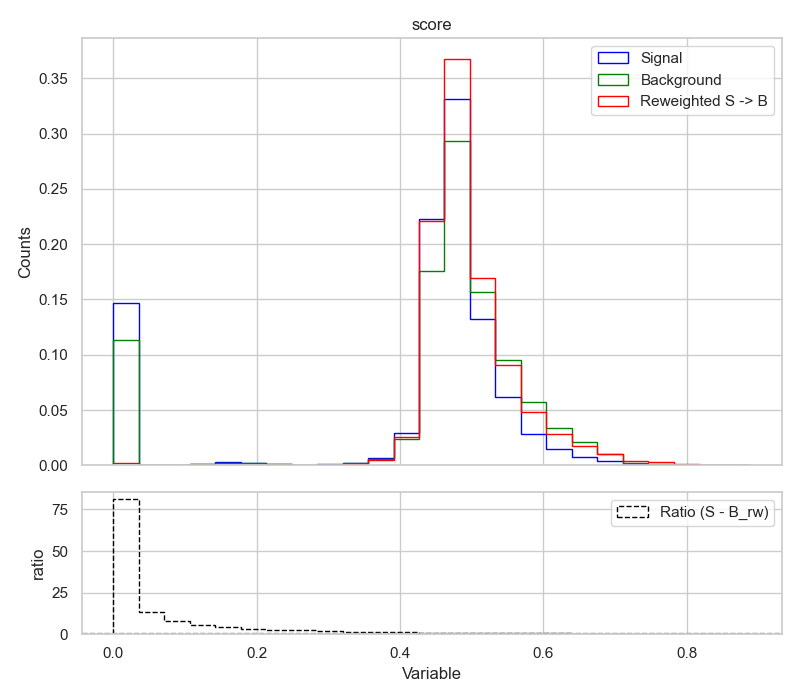 score
Signal
Background
Reweighted S -> B
Counts
0.35
0.30
0.25
0.20
0.15
0.10
0.05
0.00
Ratio (S - B_rw)
ratio
75
50
25
0
0.0 0.2 0.4 0.6 0.8
Variable